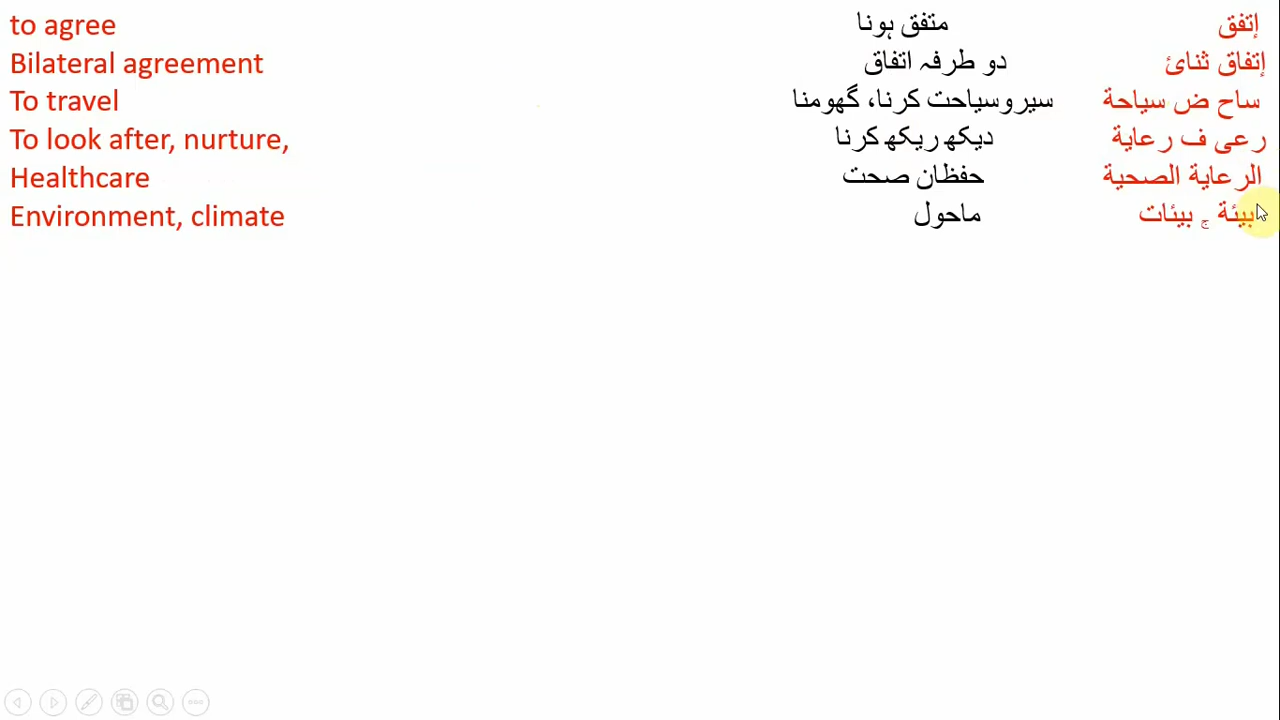 to agree متفق ہونا إتفق
Bilateral agreement دو طرفہ اتفاق إتفاق ثنائ
To travel سیروسیاحت کرنا، گھومنا ساح ض سياحة
To look after, nurture, دیکھ ریکھ کرنا رعى ف رعاية
Healthcare حفظان صحت الرعاية الصحية
Environment, climate ماحول بيئة ج بيئات